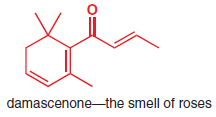 O
damascenone—the smell of roses